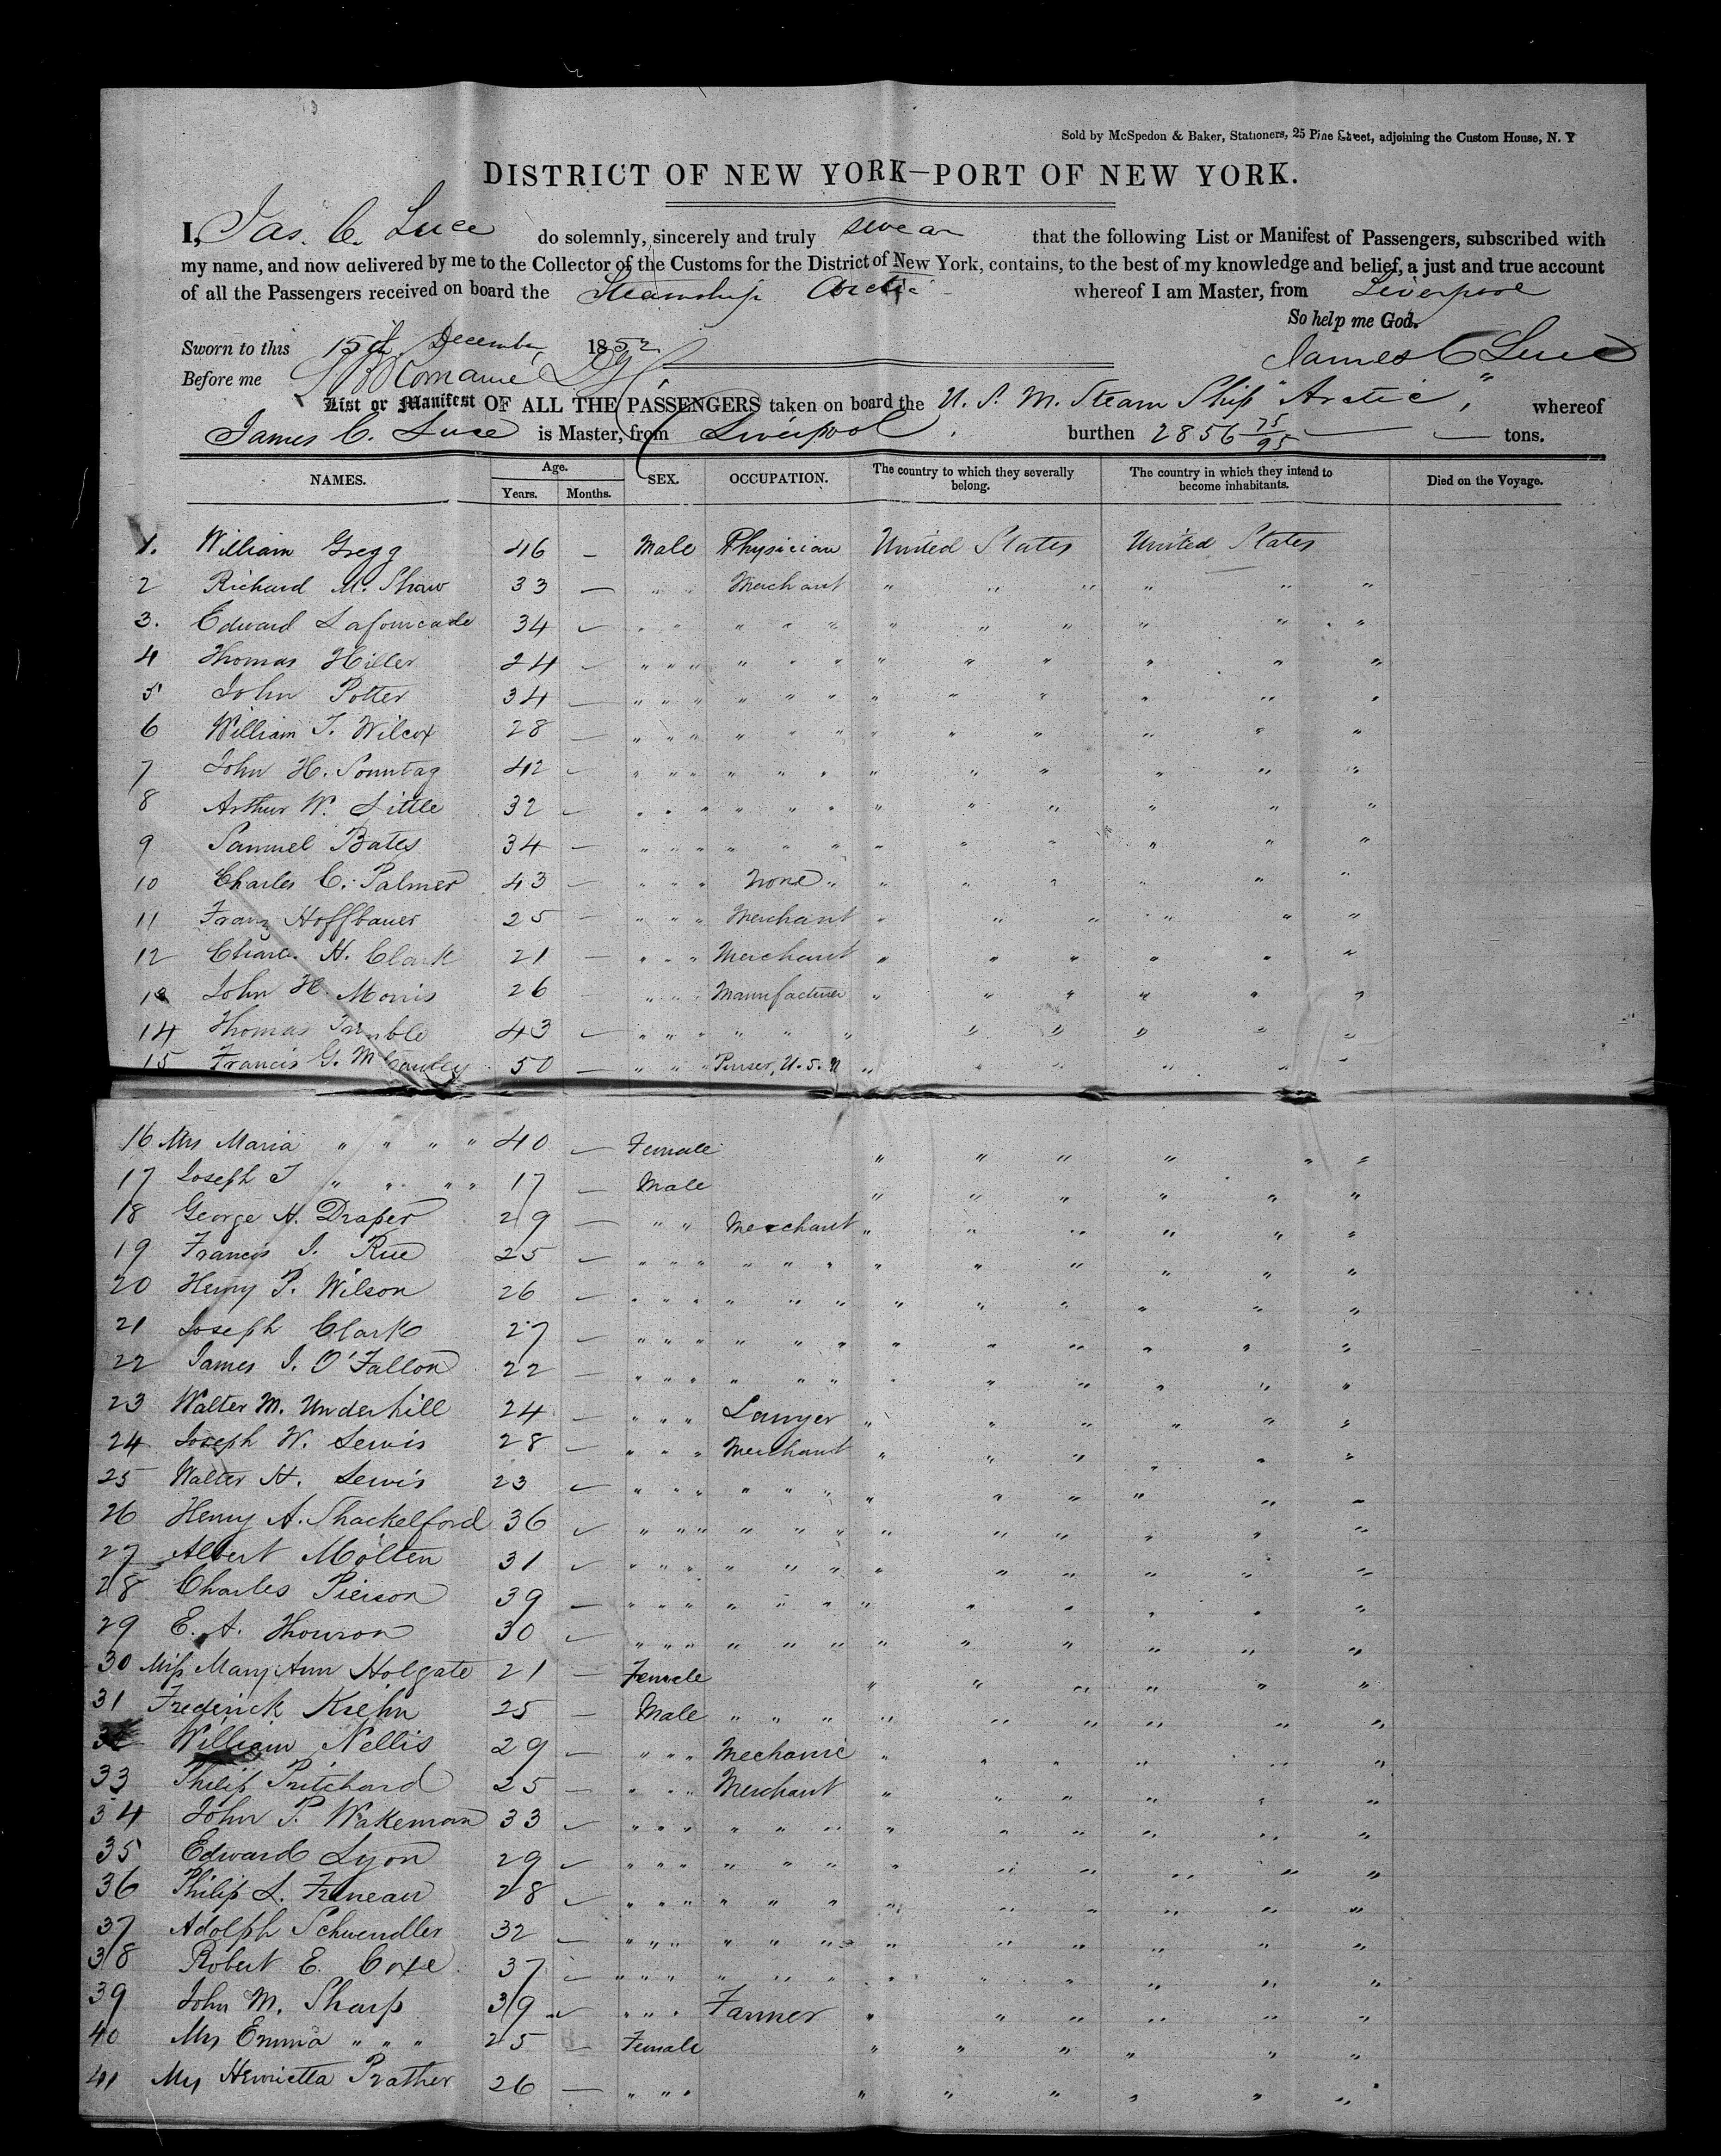 Sold by McSpedon & Baker, Stationers, 25 Pine Street, adjoining the Custom House, N. Y
DISTRICT OF NEW YORK—PORT OF NEW YORK.
I, Jas. C. Luce do solemnly, sincerely and truly swear that the following List or Manifest of Passengers, subscribed with
my name, and now delivered by me to the Collector of the Customs for the District of New York, contains, to the best of my knowledge and belief, a just and true account
of all the Passengers received on board the Steamship Arctic whereof I am Master, from Liverpool
So help me God.
Sworn to this 15th December 1852 James C Luce
Before me
List or Manifest OF ALL THE PASSENGERS taken on board the U. S. M. Steam Ship "Arctic", whereof
James C. Luce is Master, from Liverpool, burthen 2856 75/95 — tons.
NAMES. Age. Years. Months. SEX. OCCUPATION. The country to which they severally belong. The country in which they intend to become inhabitants. Died on the Voyage.
1. William Gregg 46 — Male Physician United States United States
2 Richard M. Shaw 33 — " " Merchant " " " " " "
3. Edward Lafourcade 34 — " " " " " " " " " " "
4 Thomas Hiller 24 — " " " " " " " " " " " "
5 John Potter 34 — " " " " " " " " " " " "
6 William T. Wilcox 28 — " " " " " " " " " " " "
7 John H. Sonntag 42 — " " " " " " " " " " " "
8 Arthur W. Little 32 — " " " " " " " " " " " "
9 Samuel Bates 34 — " " " " " " " " " " " "
10 Charles C. Palmer 43 — " " " None " " " " " " "
11 Franz Hoffbauer 25 — " " " Merchant " " " " " "
12 Charles H. Clark 21 — " " " Merchant " " " " " "
13 John H. Morris 26 — " " " Manufacturer " " " " " "
14 Thomas Trimble 43 — " " " " " " " " " " " "
15 Francis G. McCauley 50 — " " " Purser, U. S. N " " " " " "
16 Mrs Maria " " " " 40 — Female " " " " " "
17 Joseph T " " " " 17 — Male " " " " " "
18 George H. Draper 29 — " " Merchant " " " " " "
19 Francis J. Rue 25 — " " " " " " " " " " " "
20 Henry P. Wilson 26 — " " " " " " " " " " " "
21 Joseph Clark 27 — " " " " " " " " " " " "
22 James J. O'Fallon 22 — " " " " " " " " " " " "
23 Walter M. Underhill 24 — " " " Lawyer " " " " " "
24 Joseph W. Lewis 28 — " " " Merchant " " " " " "
25 Walter H. Lewis 23 — " " " " " " " " " " " "
26 Henry A. Shackelford 36 — " " " " " " " " " " " "
27 Albert Molten 31 — " " " " " " " " " " " "
28 Charles Pierson 39 — " " " " " " " " " " " "
29 E. A. Thouron 30 — " " " " " " " " " " " "
30 Miss Mary Ann Holgate 21 — Female " " " " " "
31 Frederick Kiehn 25 — Male " " " " " " " " "
32 William Nellis 29 — " " " Mechanic " " " " " "
33 Philip Pritchard 25 — " " " Merchant " " " " " "
34 John P. Wakeman 33 — " " " " " " " " " " " "
35 Edward Lyon 29 — " " " " " " " " " " " "
36 Philip L. Freneau 28 — " " " " " " " " " " " "
37 Adolph Schwendler 32 — " " " " " " " " " " " "
38 Robert E. Coxe 37 — " " " " " " " " " " " "
39 John M. Sharp 39 — " " " Farmer " " " " " "
40 Mrs Emma " " " 25 — Female " " " " " "
41 Mrs Henrietta Prather 26 — " " " " " " " " "